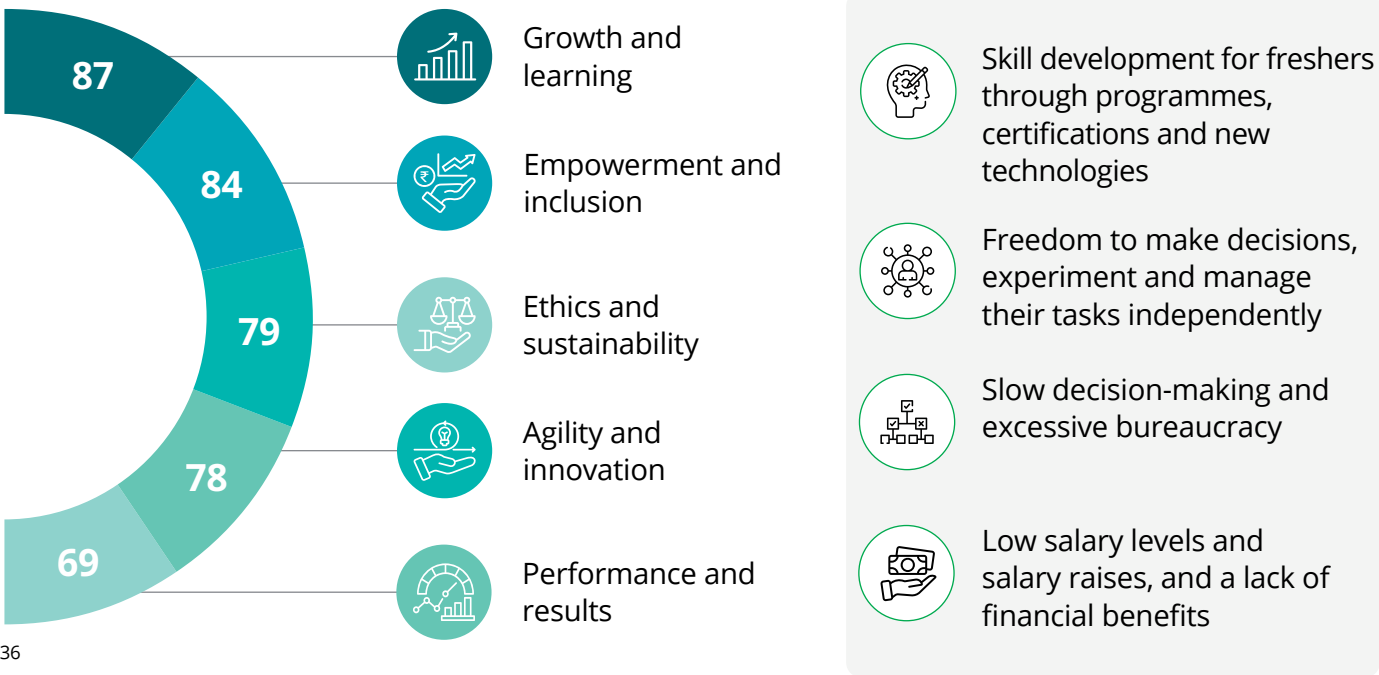 87
Growth and
learning
84
Empowerment and
inclusion
79
Ethics and
sustainability
78
Agility and
innovation
69
Performance and
results
36
Skill development for freshers
through programmes,
certifications and new
technologies
Freedom to make decisions,
experiment and manage
their tasks independently
Slow decision-making and
excessive bureaucracy
Low salary levels and
salary raises, and a lack of
financial benefits